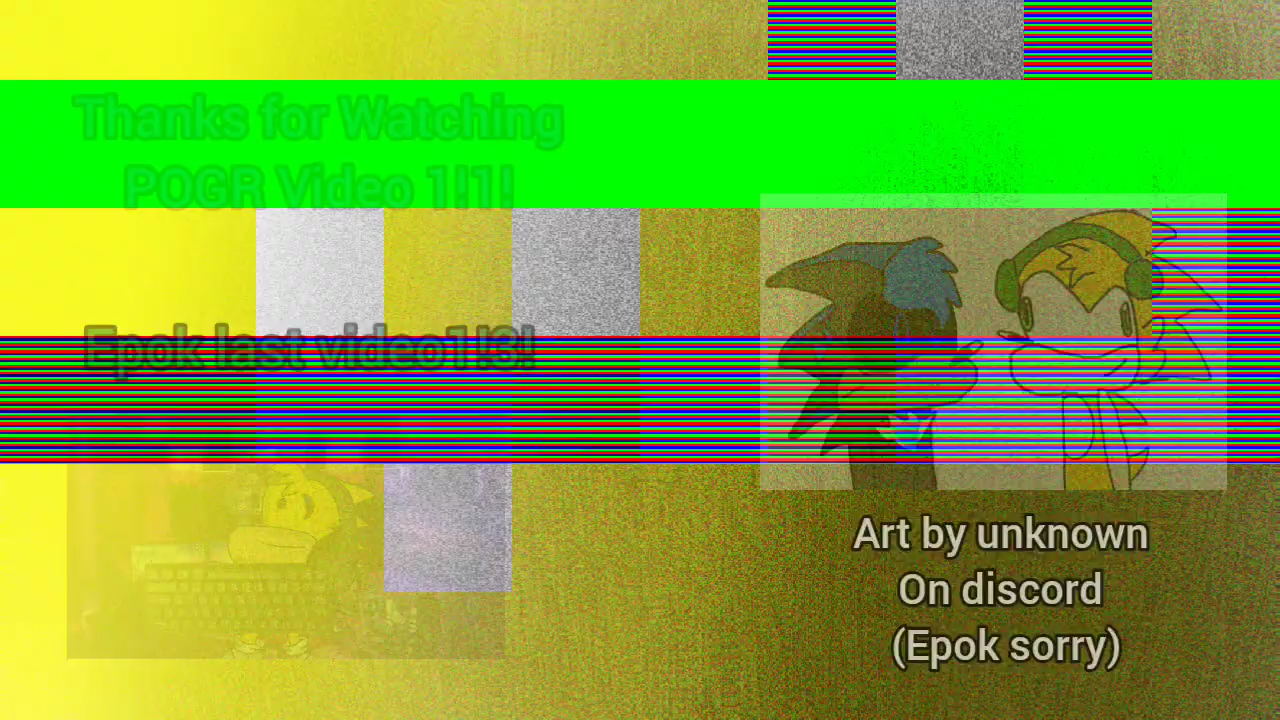 Thanks for Watching
POGR Video 1!1!
Epok last video1!3!
Art by unknown
On discord
(Epok sorry)